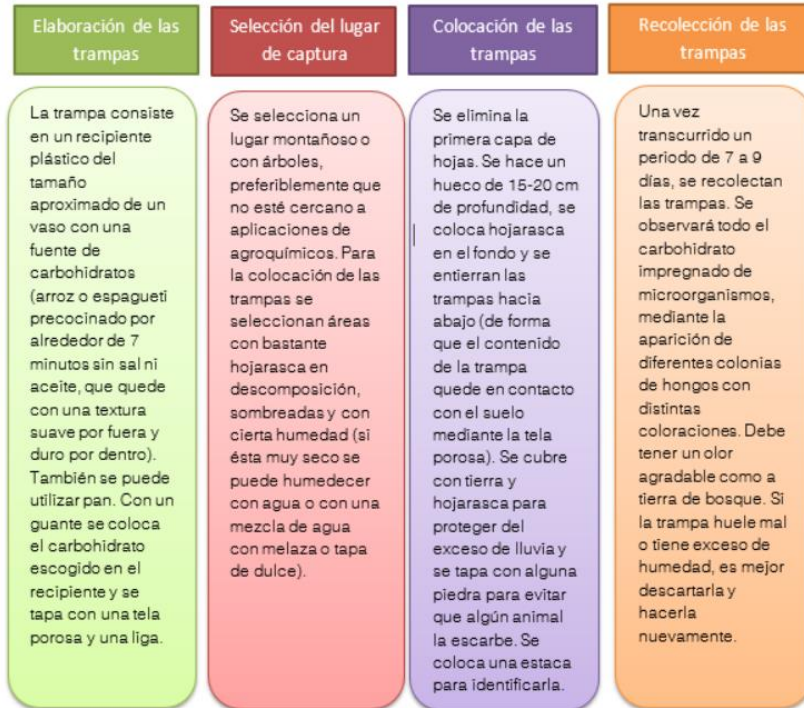 Elaboración de las
trampas
La trampa consiste
en un recipiente
plástico del
tamaño
aproximado de un
vaso con una
fuente de
carbohidratos
(arroz o espagueti
precocinado por
alrededor de 7
minutos sin sal ni
aceite, que quede
con una textura
suave por fuera y
duro por dentro).
También se puede
utilizar pan. Con un
guante se coloca
el carbohidrato
escogido en el
recipiente y se
tapa con una tela
porosa y una liga.
Selección del lugar
de captura
Se selecciona un
lugar montañoso o
con árboles,
preferiblemente que
no esté cercano a
aplicaciones de
agroquímicos. Para
la colocación de las
trampas se
seleccionan áreas
con bastante
hojarasca en
descomposición,
sombreadas y con
cierta humedad (si
ésta muy seco se
puede humedecer
con agua o con una
mezcla de agua
con melaza o tapa
de dulce).
Colocación de las
trampas
Se elimina la
primera capa de
hojas. Se hace un
hueco de 15-20 cm
de profundidad, se
coloca hojarasca
en el fondo y se
entierran las
trampas hacia
abajo (de forma
que el contenido
de la trampa
quede en contacto
con el suelo
mediante la tela
porosa). Se cubre
con tierra y
hojarasca para
proteger del
exceso de lluvia y
se tapa con alguna
piedra para evitar
que algún animal
la escarbe. Se
coloca una estaca
para identificarla.
Recolección de las
trampas
Una vez
transcurrido un
periodo de 7 a 9
días, se recolectan
las trampas. Se
observará todo el
carbohidrato
impregnado de
microorganismos,
mediante la
aparición de
diferentes colonias
de hongos con
distintas
coloraciones. Debe
tener un olor
agradable como a
tierra de bosque. Si
la trampa huele mal
o tiene exceso de
humedad, es mejor
descartarla y
hacerla
nuevamente.